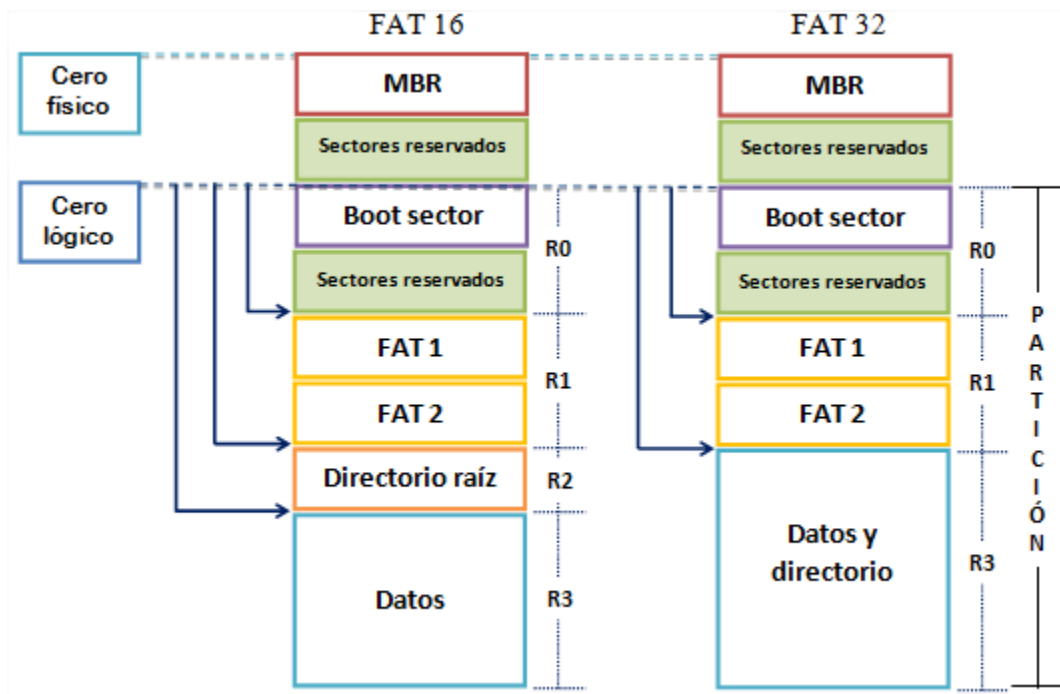 FAT 16
FAT 32
Cero
físico
MBR
MBR
Sectores reservados
Sectores reservados
Cero
lógico
Boot sector
Boot sector
R0
R0
Sectores reservados
Sectores reservados
FAT 1
FAT 1
R1
R1
FAT 2
FAT 2
Directorio raíz
R2
Datos y
directorio
R3
Datos
R3
PARTICIÓN